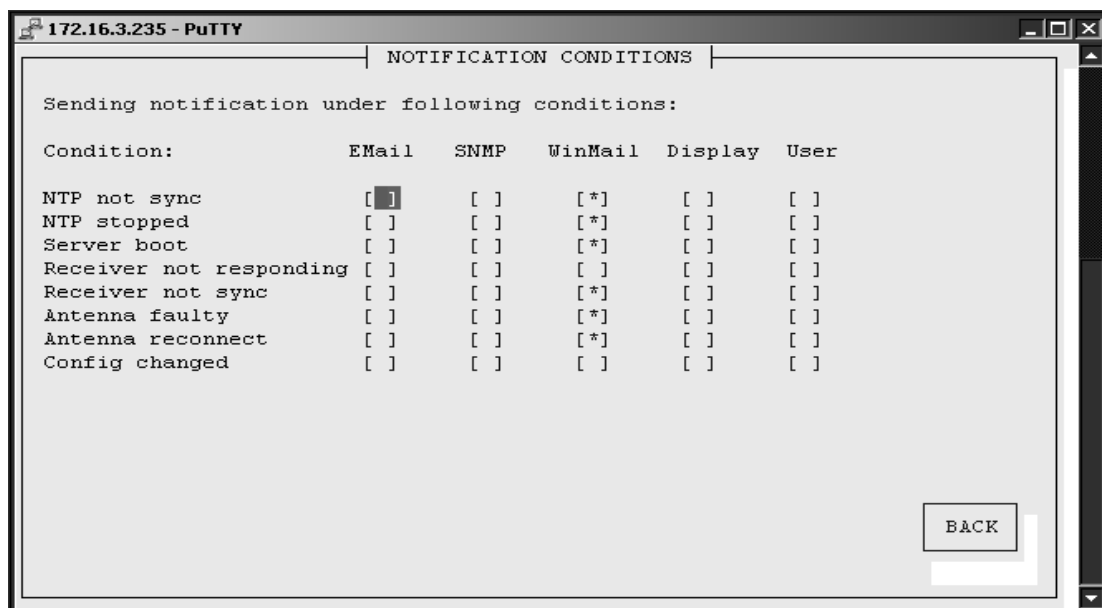 172.16.3.235 - PuTTY
NOTIFICATION CONDITIONS
Sending notification under following conditions:
Condition: EMail SNMP WinMail Display User
NTP not sync [ ] [ ] [*] [ ] [ ]
NTP stopped [ ] [ ] [*] [ ] [ ]
Server boot [ ] [ ] [*] [ ] [ ]
Receiver not responding [ ] [ ] [ ] [ ] [ ]
Receiver not sync [ ] [ ] [*] [ ] [ ]
Antenna faulty [ ] [ ] [*] [ ] [ ]
Antenna reconnect [ ] [ ] [*] [ ] [ ]
Config changed [ ] [ ] [ ] [ ] [ ]
BACK